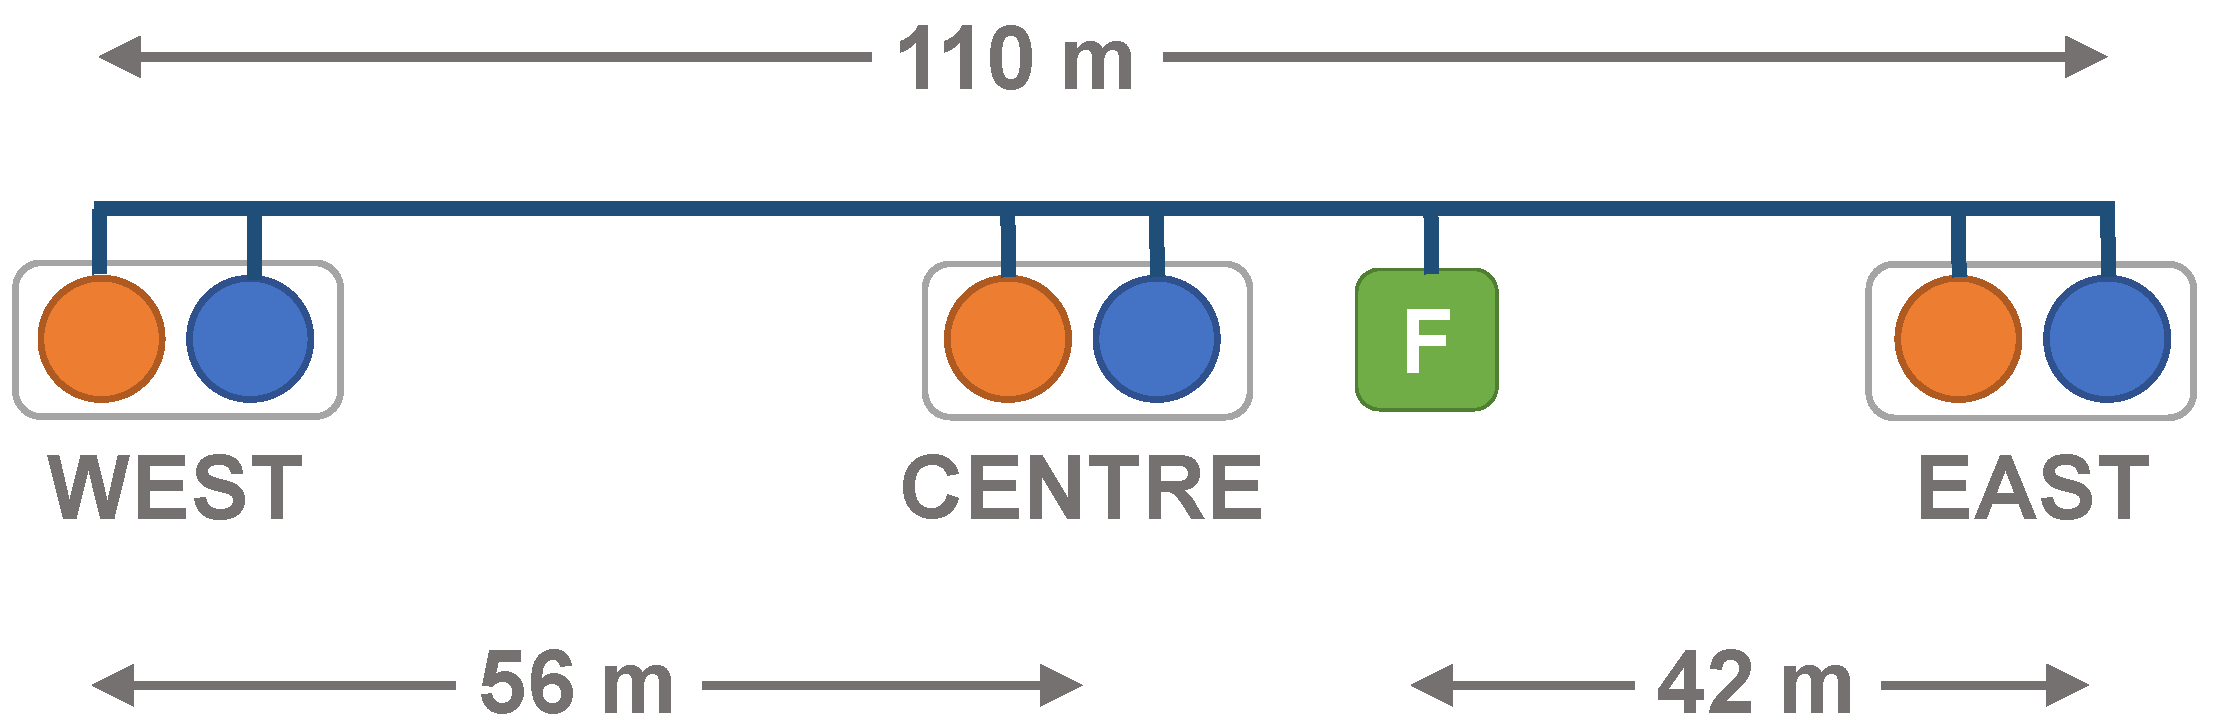 110 m
F
WEST
CENTRE
EAST
56 m
42 m